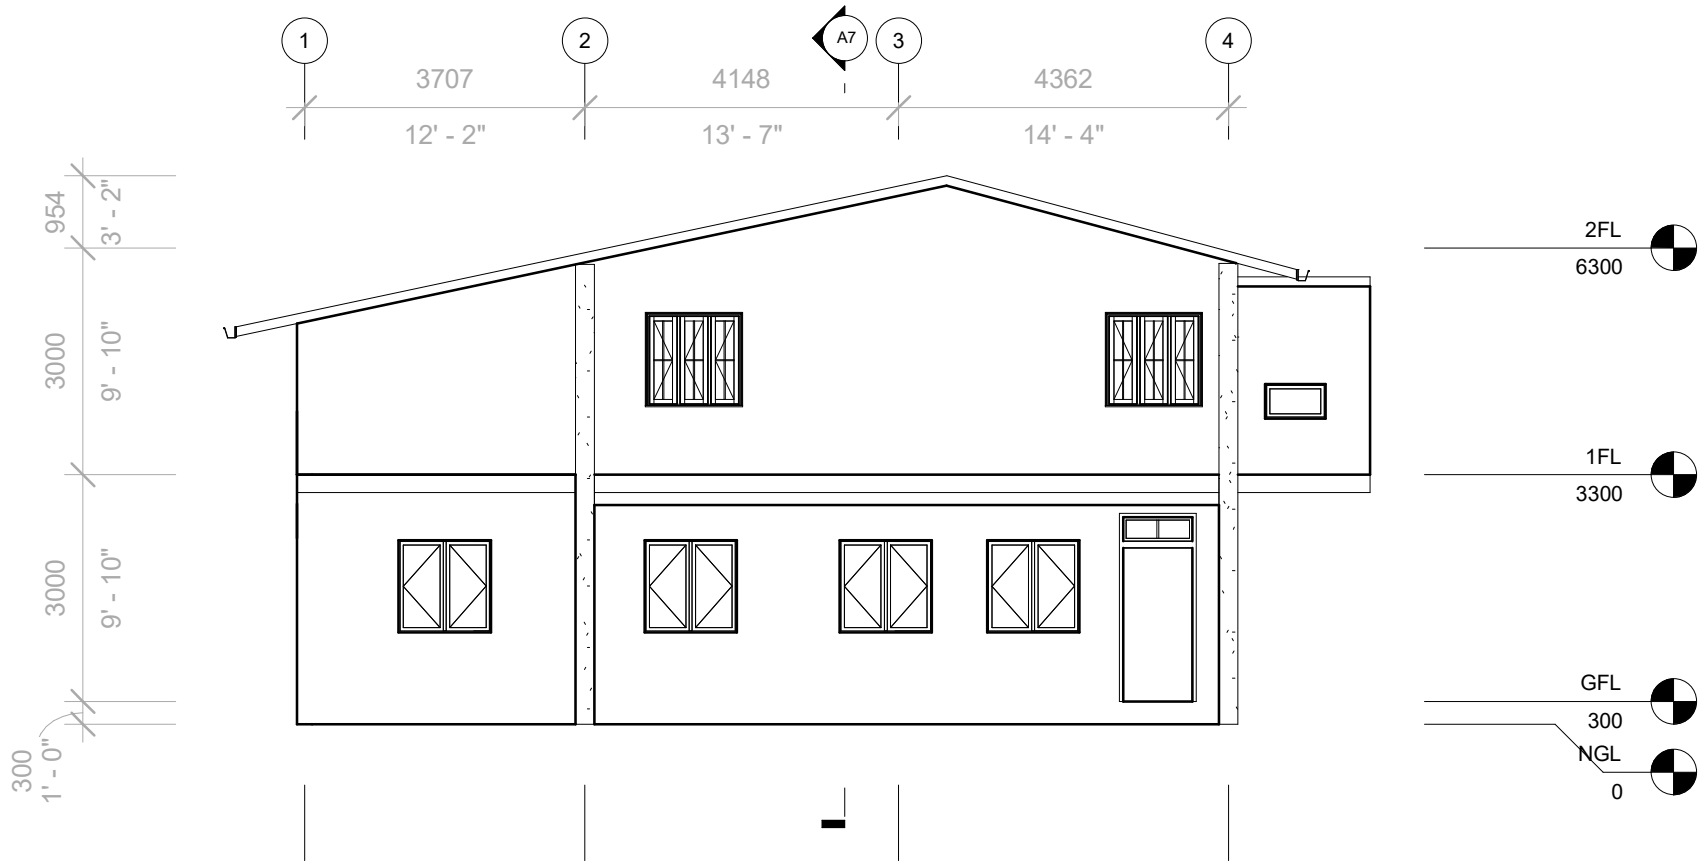 1
2
A7
3
4
3707
4148
4362
12' - 2"
13' - 7"
14' - 4"
954
3' - 2"
3000
9' - 10"
3000
9' - 10"
300
1' - 0"
2FL
6300
1FL
3300
GFL
300
NGL
0